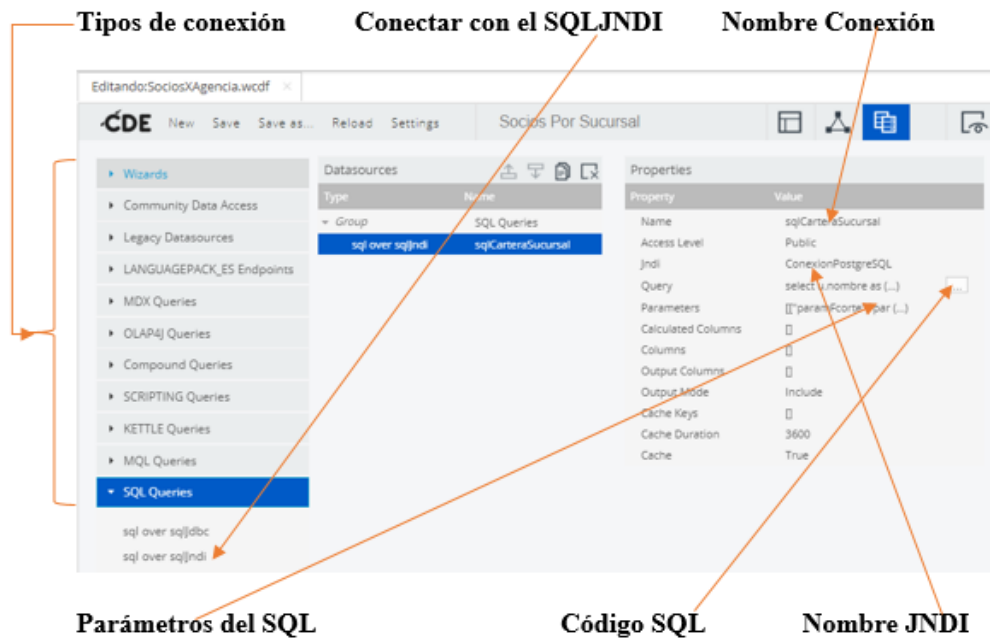 Tipos de conexión Conectar con el SQLJNDI Nombre Conexión
Editando:SociosXAgencia.wcdf ×
CDE New Save Save as... Reload Settings Socios Por Sucursal
Wizards
Community Data Access
Legacy Datasources
LANGUAGEPACK_ES Endpoints
MDX Queries
OLAP4J Queries
Compound Queries
SCRIPTING Queries
KETTLE Queries
MQL Queries
SQL Queries
sql over sqlJdbc
sql over sqlJndi
Datasources
Type Name
Group SQL Queries
sql over sqlJndi sqlCarteraSucursal
Properties
Property Value
Name sqlCarteraSucursal
Access Level Public
Jndi ConexionPostgreSQL
Query select u.nombre as (...) ...
Parameters [["paramFcorte","par (...)
Calculated Columns []
Columns []
Output Columns []
Output Mode Include
Cache Keys []
Cache Duration 3600
Cache True
Parámetros del SQL Código SQL Nombre JNDI